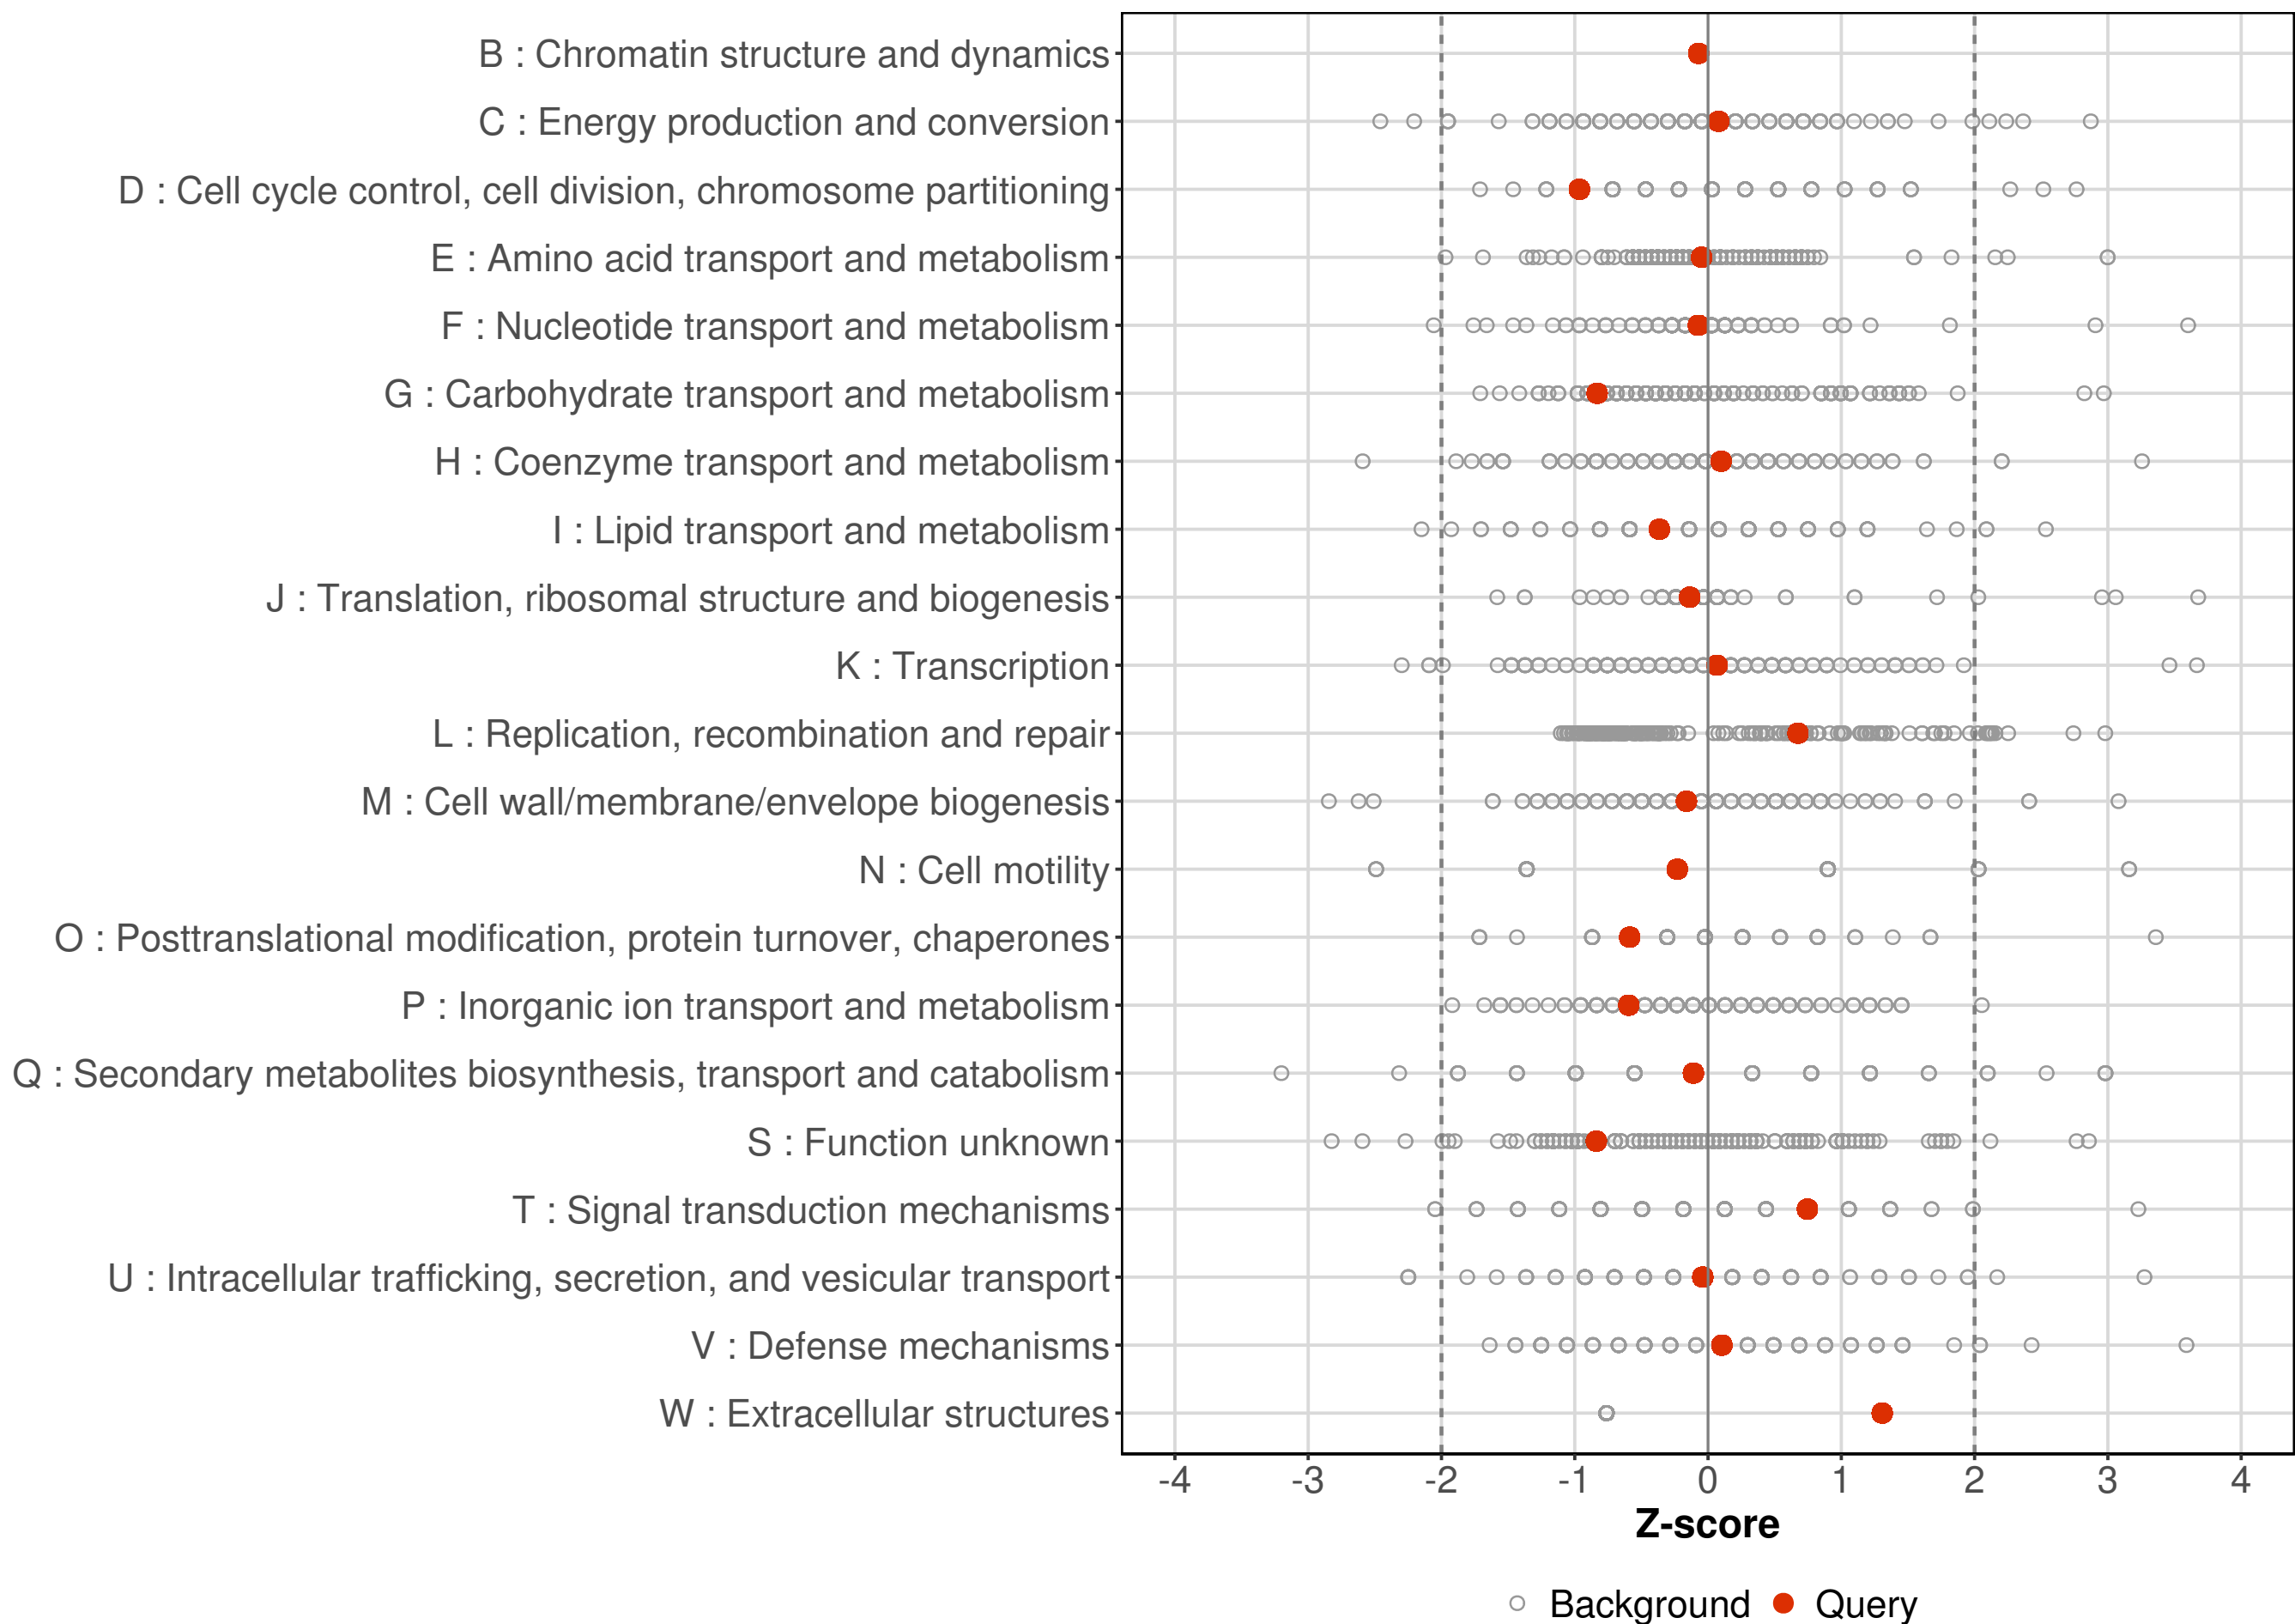 B : Chromatin structure and dynamics
C : Energy production and conversion
D : Cell cycle control, cell division, chromosome partitioning
E : Amino acid transport and metabolism
F : Nucleotide transport and metabolism
G : Carbohydrate transport and metabolism
H : Coenzyme transport and metabolism
I : Lipid transport and metabolism
J : Translation, ribosomal structure and biogenesis
K : Transcription
L : Replication, recombination and repair
M : Cell wall/membrane/envelope biogenesis
N : Cell motility
O : Posttranslational modification, protein turnover, chaperones
P : Inorganic ion transport and metabolism
Q : Secondary metabolites biosynthesis, transport and catabolism
S : Function unknown
T : Signal transduction mechanisms
U : Intracellular trafficking, secretion, and vesicular transport
V : Defense mechanisms
W : Extracellular structures
-4 -3 -2 -1 0 1 2 3 4
Z-score
Background Query